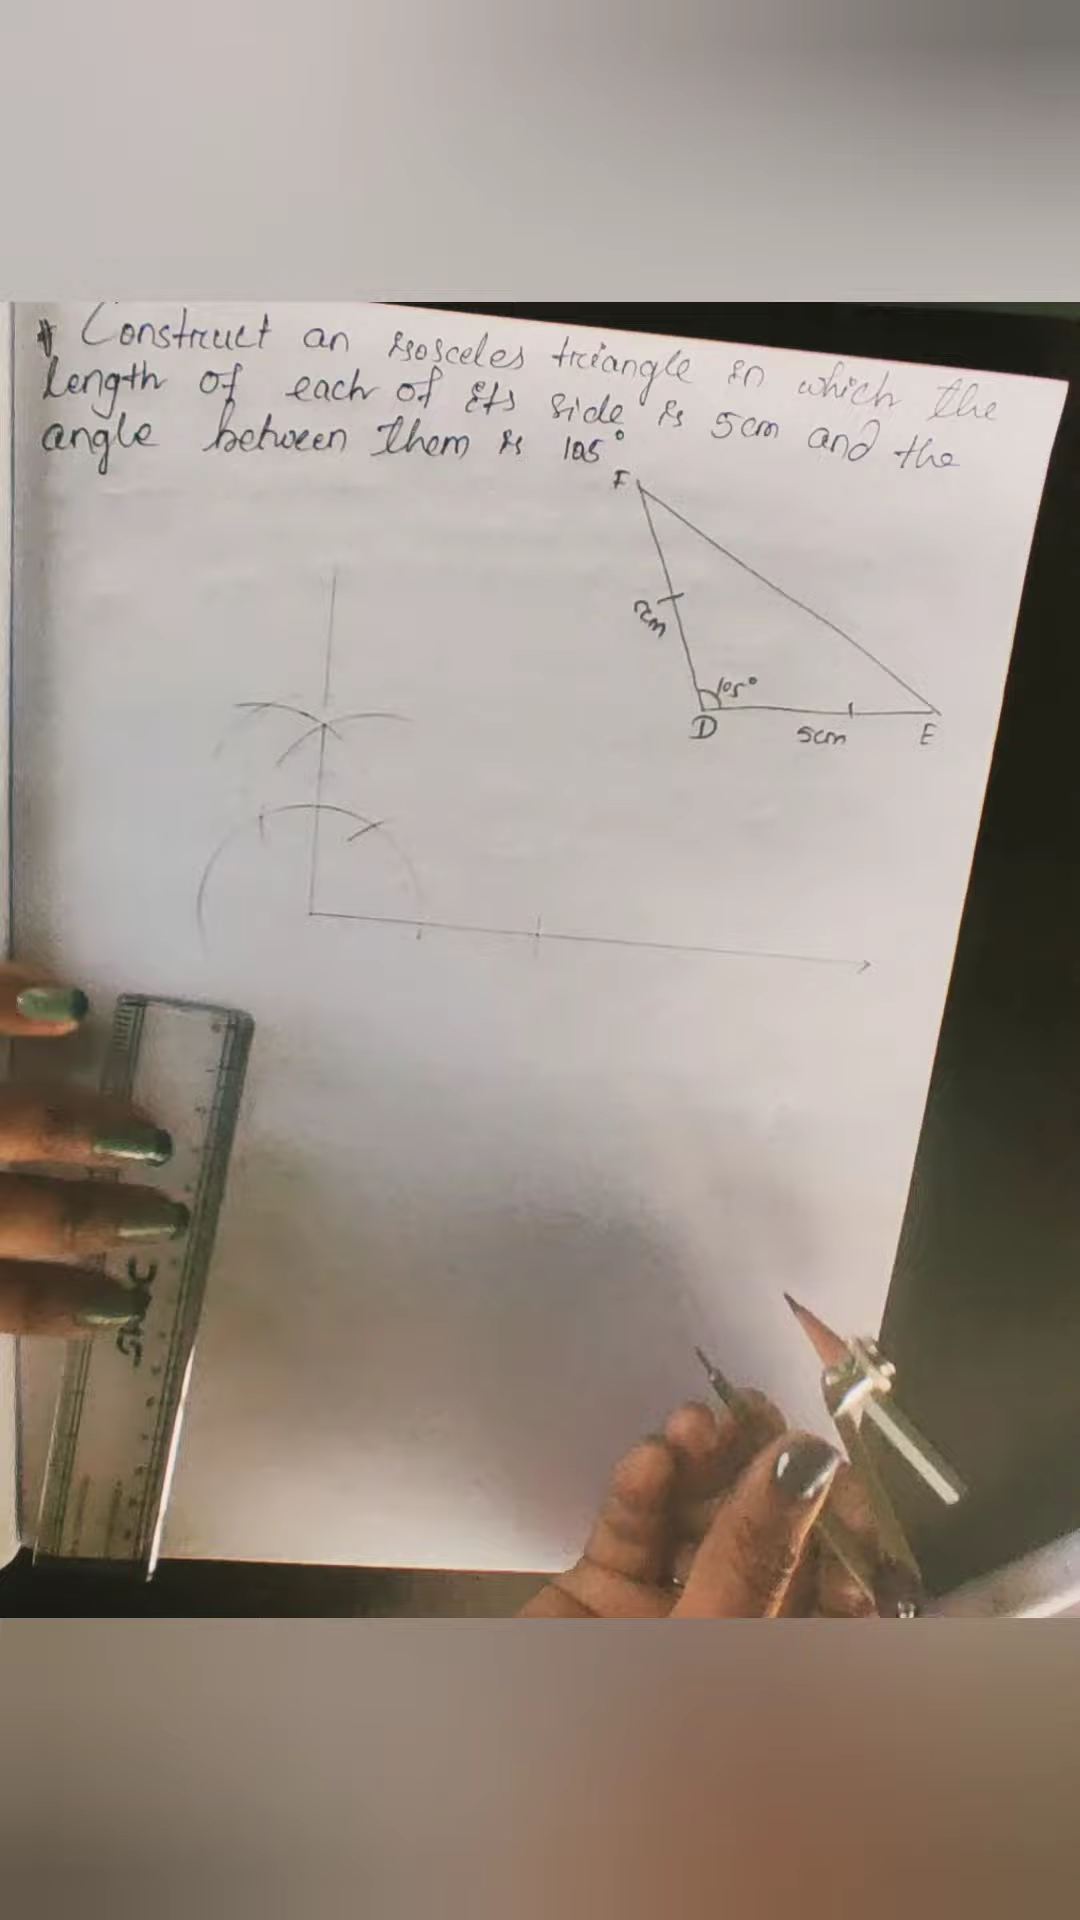 # Construct an isosceles triangle in which the
length of each of its side is 5cm and the
angle between them is 105°
F
105°
D
5cm
E